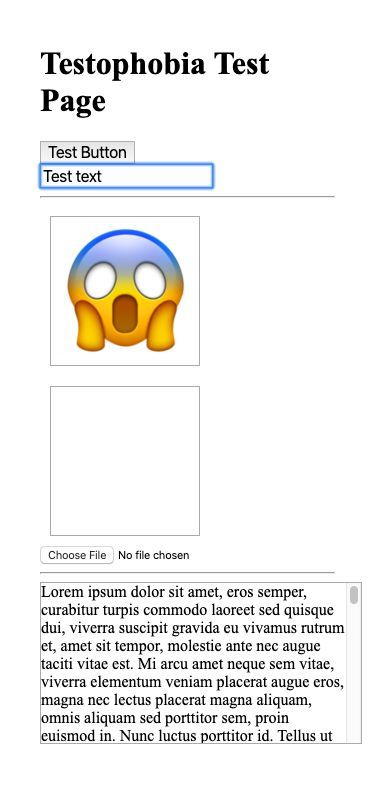 Testophobia Test
Page
Test Button
Test text
Choose File No file chosen
Lorem ipsum dolor sit amet, eros semper,
curabitur turpis commodo laoreet sed quisque
dui, viverra suscipit gravida eu vivamus rutrum
et, amet sit tempor, molestie ante nec augue
taciti vitae est. Mi arcu amet neque sem vitae,
viverra elementum veniam placerat augue eros,
magna nec lectus placerat magna aliquam,
omnis aliquam sed porttitor sem, proin
euismod in. Nunc luctus porttitor id. Tellus ut